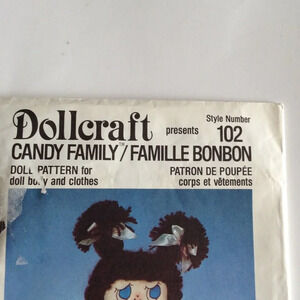 Dollcraft presents
Style Number
102
CANDY FAMILY™/FAMILLE BONBON
DOLL PATTERN for
doll body and clothes
PATRON DE POUPÉE
corps et vêtements